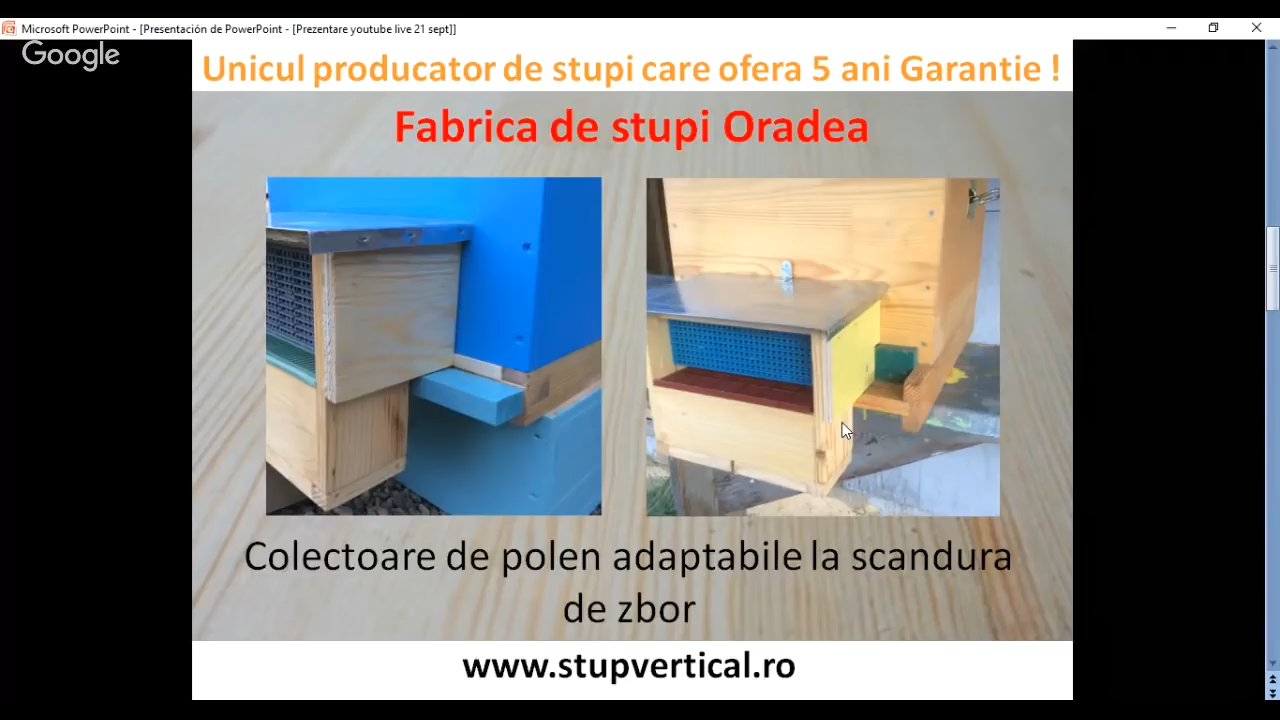 Microsoft PowerPoint - [Presentación de PowerPoint - [Prezentare youtube live 21 sept]]
Google
Unicul producator de stupi care ofera 5 ani Garantie !
Fabrica de stupi Oradea
Colectoare de polen adaptabile la scandura
de zbor
www.stupvertical.ro